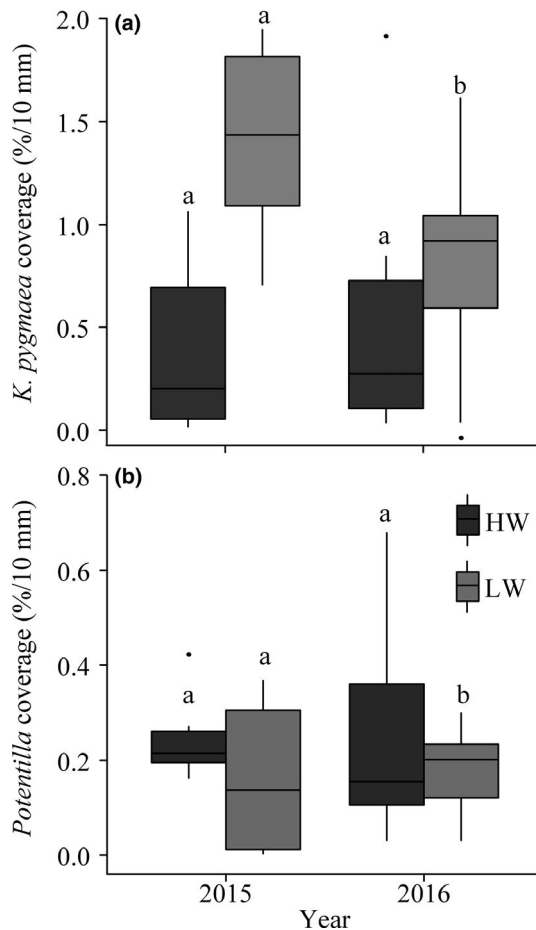 (a)
K. pygmaea coverage (%/10 mm)
2.0
1.5
1.0
0.5
0.0
a
a
a
b
(b)
Potentilla coverage (%/10 mm)
0.8
0.6
0.4
0.2
0.0
a
a
a
b
HW
LW
2015
2016
Year